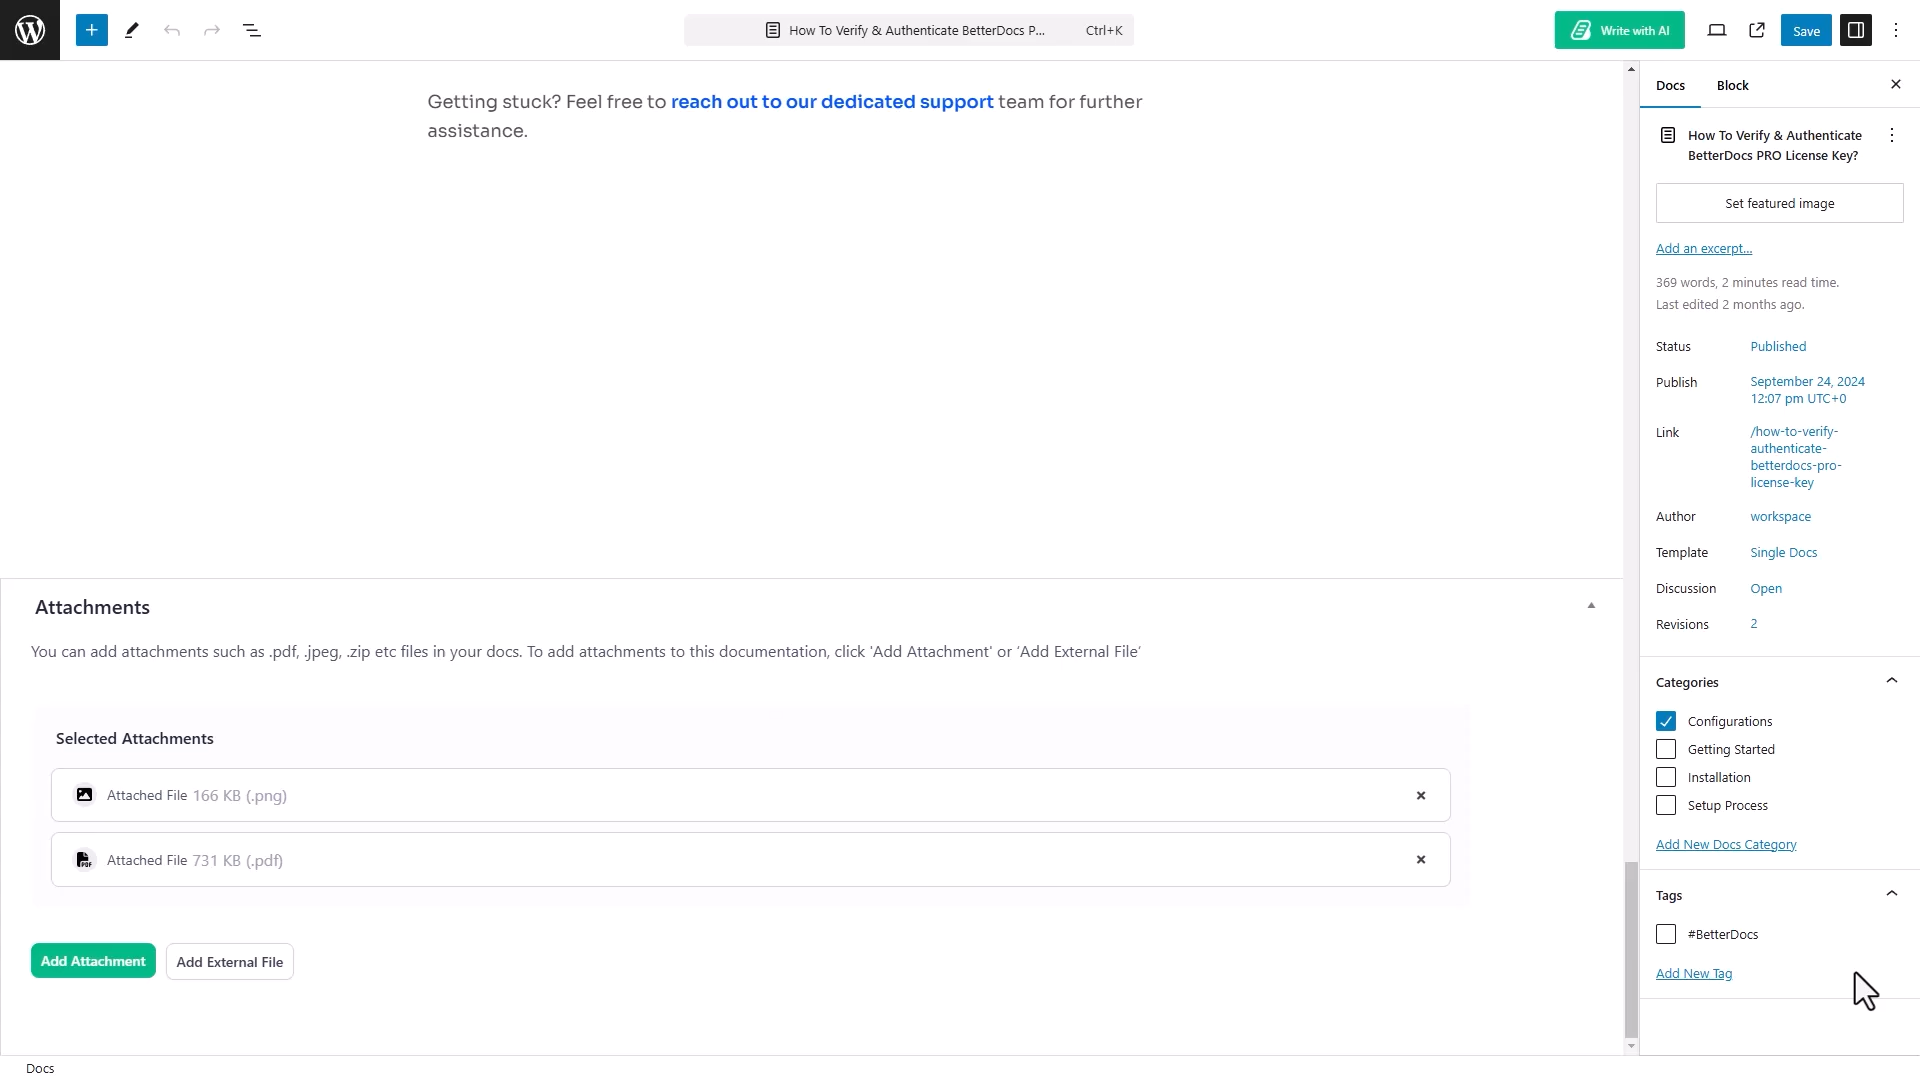 How To Verify & Authenticate BetterDocs P... Ctrl+K
Write with AI
Save
Getting stuck? Feel free to reach out to our dedicated support team for further
assistance.
Attachments
You can add attachments such as .pdf, .jpeg, .zip etc files in your docs. To add attachments to this documentation, click 'Add Attachment' or ‘Add External File’
Selected Attachments
Attached File 166 KB (.png)
PDF Attached File 731 KB (.pdf)
Add Attachment
Add External File
Docs
Docs Block
How To Verify & Authenticate
BetterDocs PRO License Key?
Set featured image
Add an excerpt...
369 words, 2 minutes read time.
Last edited 2 months ago.
Status Published
Publish September 24, 2024
12:07 pm UTC+0
Link /how-to-verify-
authenticate-
betterdocs-pro-
license-key
Author workspace
Template Single Docs
Discussion Open
Revisions 2
Categories
Configurations
Getting Started
Installation
Setup Process
Add New Docs Category
Tags
#BetterDocs
Add New Tag